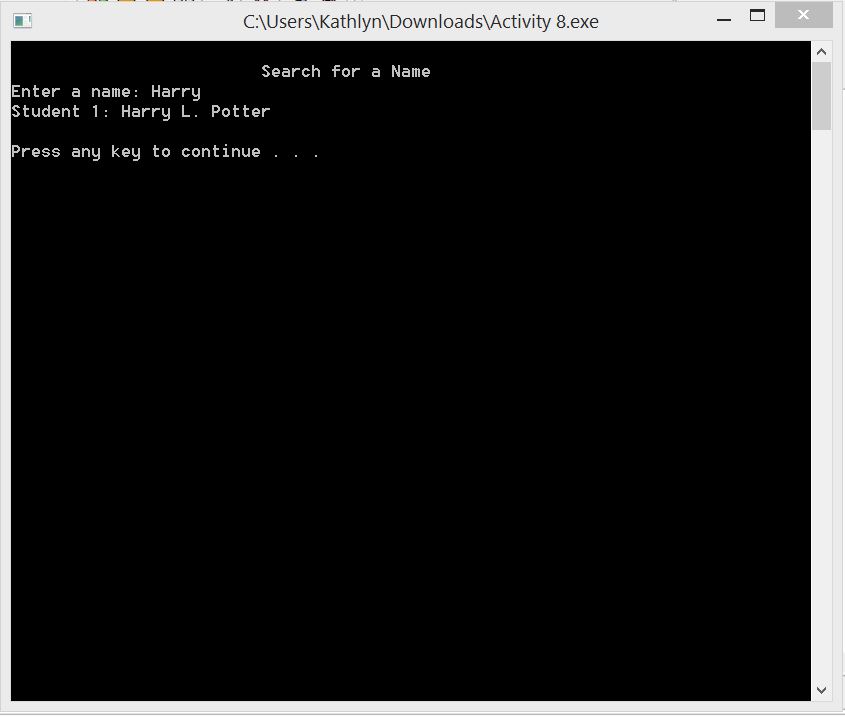 C:\Users\Kathlyn\Downloads\Activity 8.exe
Search for a Name
Enter a name: Harry
Student 1: Harry L. Potter
Press any key to continue . . .